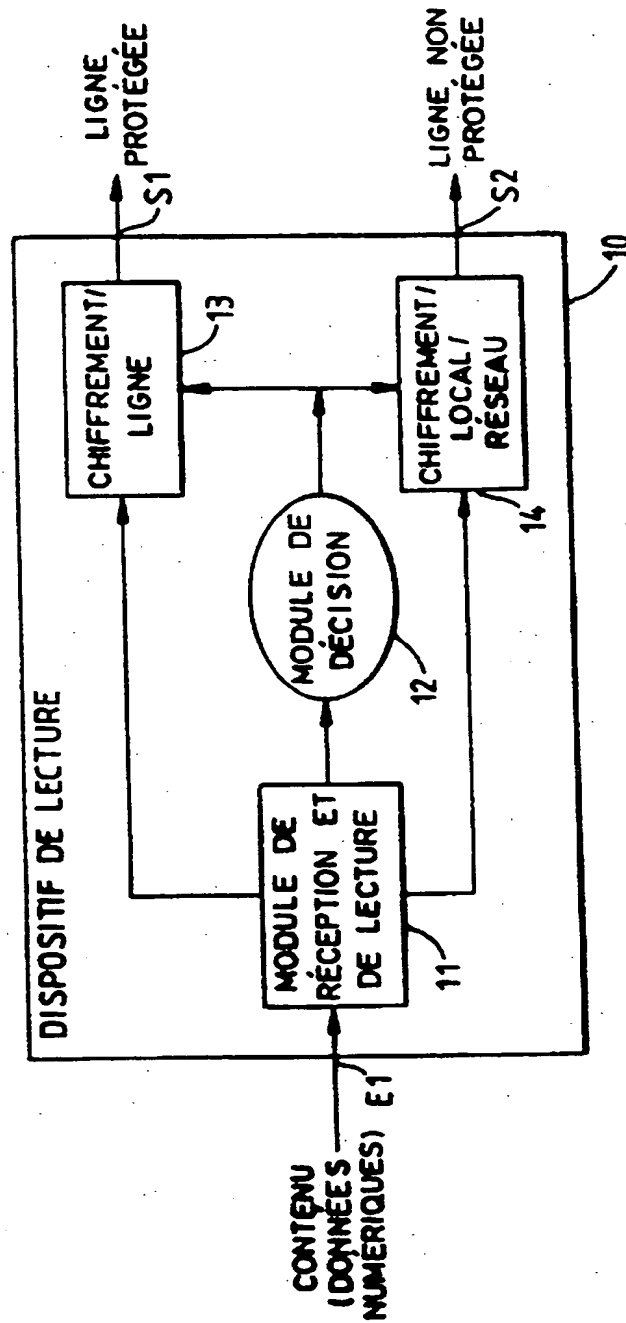 DISPOSITIF DE LECTURE
CONTENU
(DONNÉES
NUMÉRIQUES)
E1
MODULE DE
RÉCEPTION ET
DE LECTURE
11
MODULE DE
DÉCISION
12
CHIFFREMENT/
LIGNE
13
CHIFFREMENT/
LOCAL/
RÉSEAU
14
S1
LIGNE
PROTÉGÉE
S2
LIGNE NON
PROTÉGÉE
10